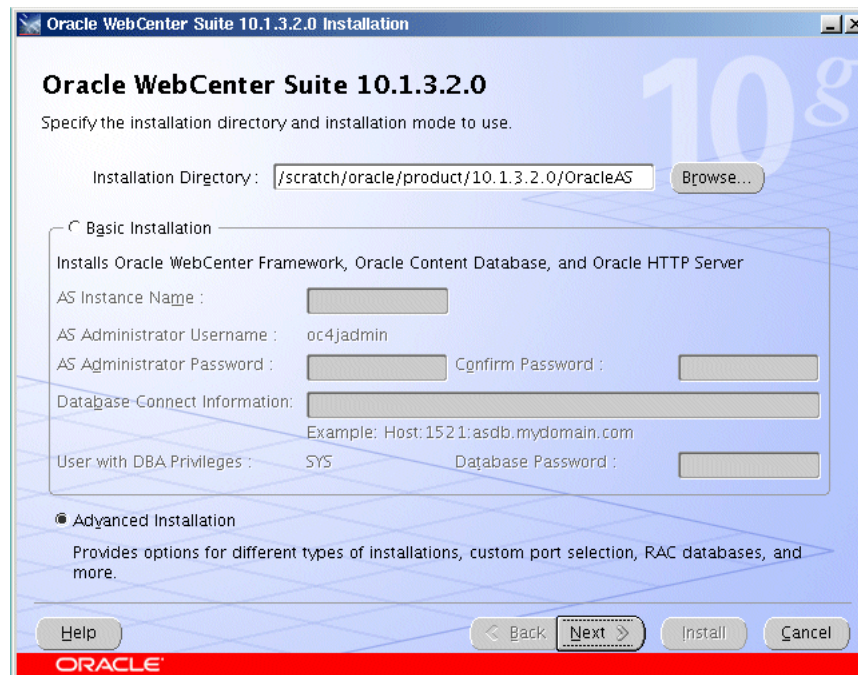 Oracle WebCenter Suite 10.1.3.2.0 Installation
10g
Oracle WebCenter Suite 10.1.3.2.0
Specify the installation directory and installation mode to use.
Installation Directory : /scratch/oracle/product/10.1.3.2.0/OracleAS Browse...
Basic Installation
Installs Oracle WebCenter Framework, Oracle Content Database, and Oracle HTTP Server
AS Instance Name :
AS Administrator Username : oc4jadmin
AS Administrator Password : Confirm Password :
Database Connect Information:
Example: Host:1521:asdb.mydomain.com
User with DBA Privileges : SYS Database Password :
Advanced Installation
Provides options for different types of installations, custom port selection, RAC databases, and
more.
Help Back Next Install Cancel
ORACLE